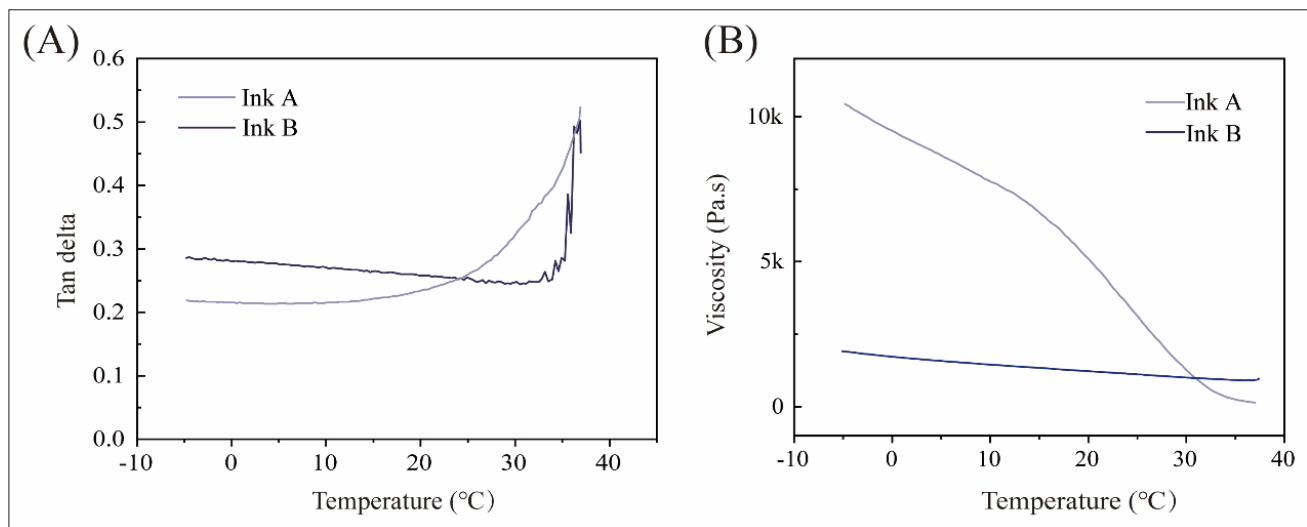 (A)
0.6
0.5
0.4
0.3
0.2
0.1
0.0
Tan delta
Ink A
Ink B
-10 0 10 20 30 40
Temperature (℃)
(B)
10k
5k
0
Viscosity (Pa.s)
Ink A
Ink B
-10 0 10 20 30 40
Temperature (℃)